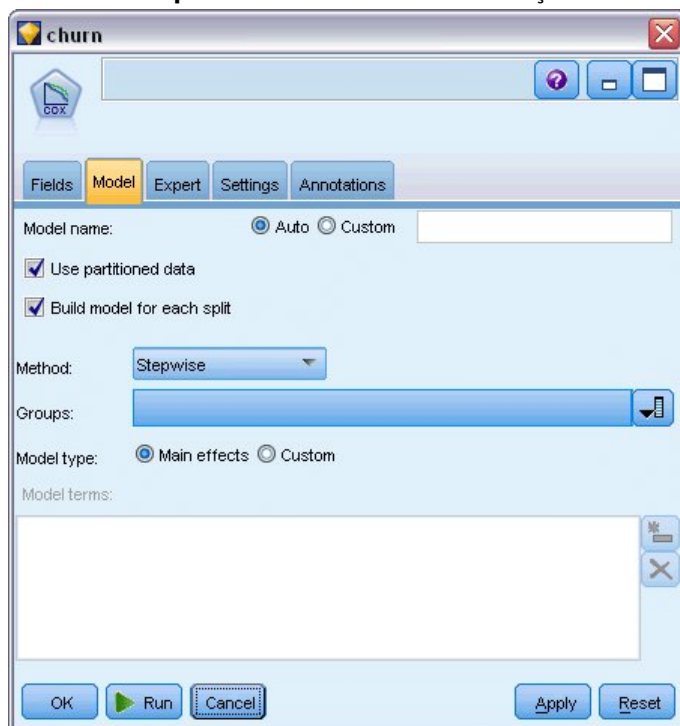 churn
COX
Fields Model Expert Settings Annotations
Model name: Auto Custom
Use partitioned data
Build model for each split
Method: Stepwise
Groups:
Model type: Main effects Custom
Model terms:
OK Run Cancel Apply Reset